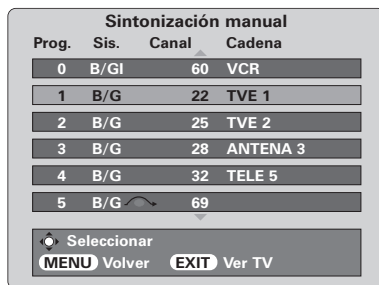 Sintonización manual
Prog. Sis. Canal Cadena
0 B/GI 60 VCR
1 B/G 22 TVE 1
2 B/G 25 TVE 2
3 B/G 28 ANTENA 3
4 B/G 32 TELE 5
5 B/G 69
Seleccionar
MENU Volver EXIT Ver TV